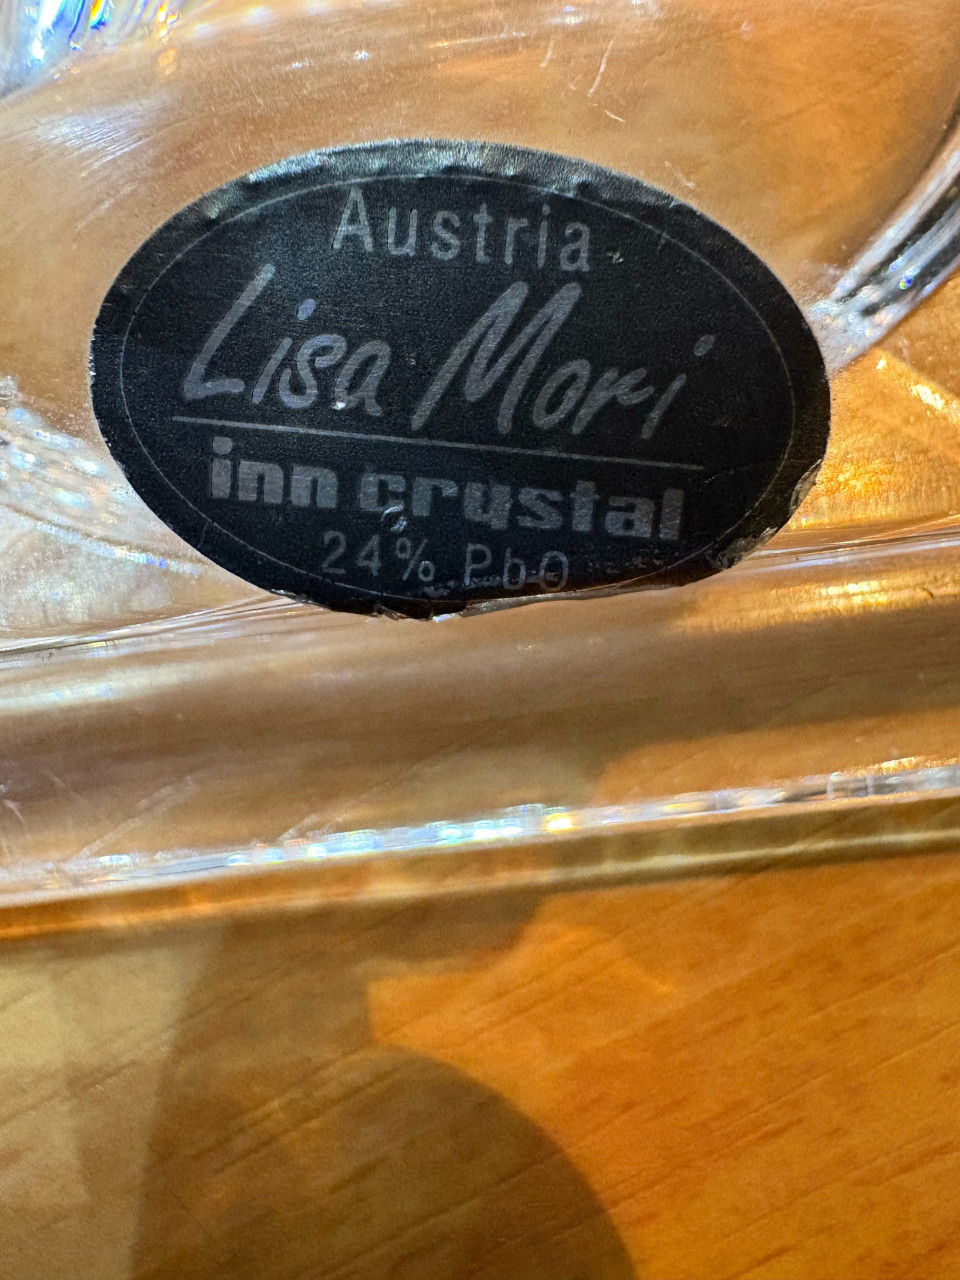 Austria
Lisa Mori
inn crystal
24% PbO